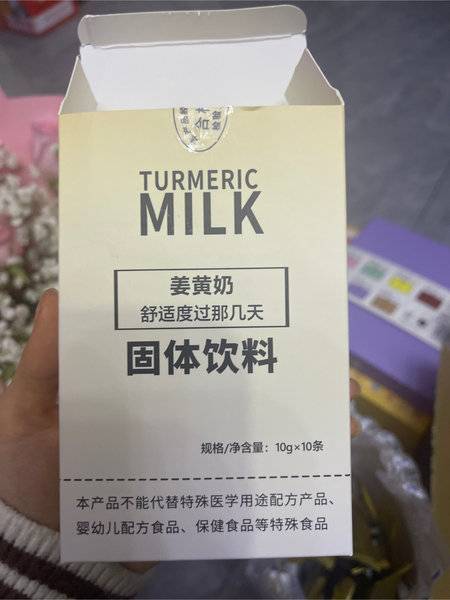 TURMERIC
MILK
姜黄奶
舒适度过那几天
固体饮料
规格/净含量：10g×10条
本产品不能代替特殊医学用途配方产品、
婴幼儿配方食品、保健食品等特殊食品